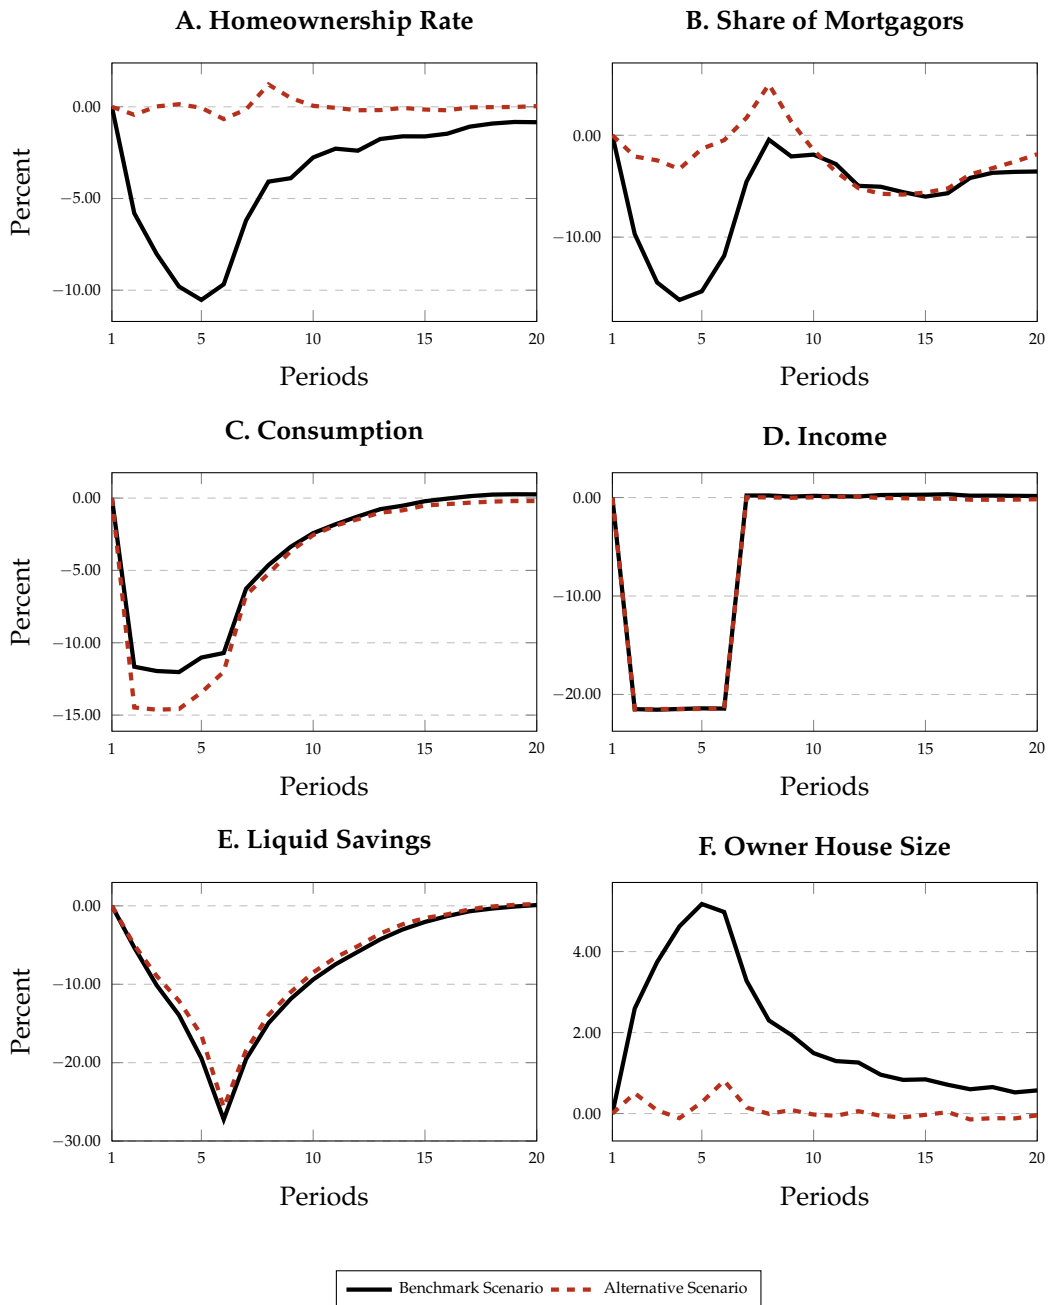 A. Homeownership Rate
B. Share of Mortgagors
0.00
−5.00
−10.00
Percent
1
5
10
15
20
Periods
0.00
−10.00
1
5
10
15
20
Periods
C. Consumption
D. Income
0.00
−5.00
−10.00
−15.00
Percent
1
5
10
15
20
Periods
0.00
−10.00
−20.00
1
5
10
15
20
Periods
E. Liquid Savings
F. Owner House Size
0.00
−10.00
−20.00
−30.00
Percent
1
5
10
15
20
Periods
4.00
2.00
0.00
1
5
10
15
20
Periods
Benchmark Scenario
Alternative Scenario